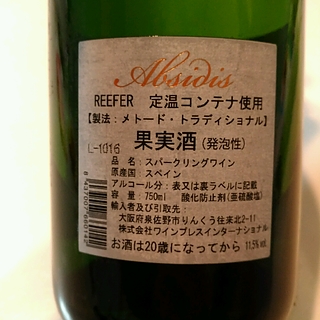 Absidis
REEFER 定温コンテナ使用
【製法：メトード・トラディショナル】
果実酒(発泡性)
L-1016
品名：スパークリングワイン
原産国：スペイン
アルコール分：表又は裏ラベルに記載
容量：750ml 酸化防止剤(亜硫酸塩)
輸入者及び引取先：
大阪府泉佐野市りんくう往来北2-11
株式会社ワインプレスインターナショナル
お酒は20歳になってから 11.5%vol